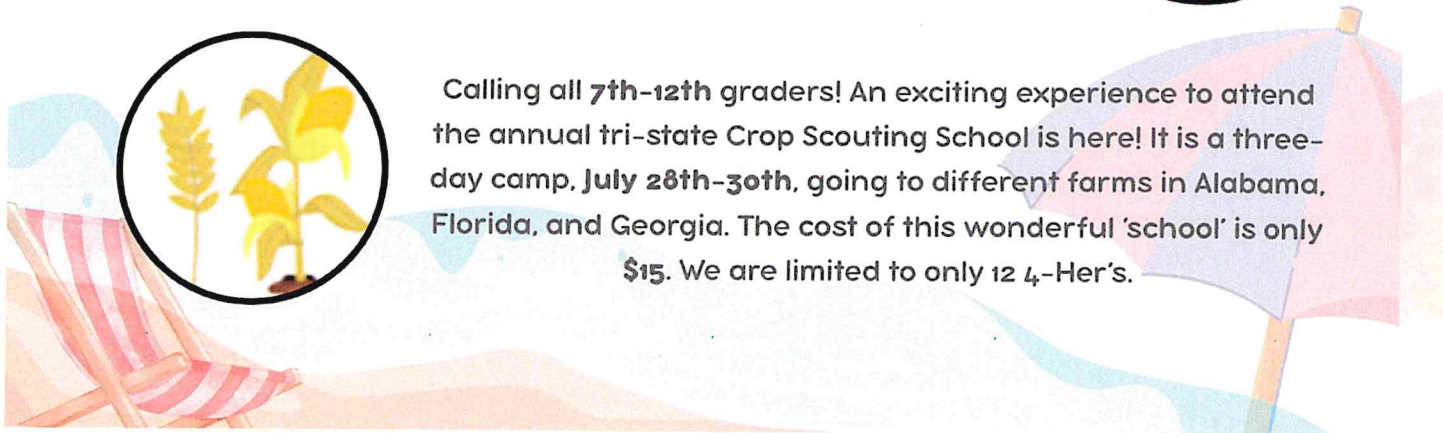 Calling all 7th-12th graders! An exciting experience to attend
the annual tri-state Crop Scouting School is here! It is a three-
day camp, July 28th-30th, going to different farms in Alabama,
Florida, and Georgia. The cost of this wonderful 'school' is only
$15. We are limited to only 12 4-Her's.